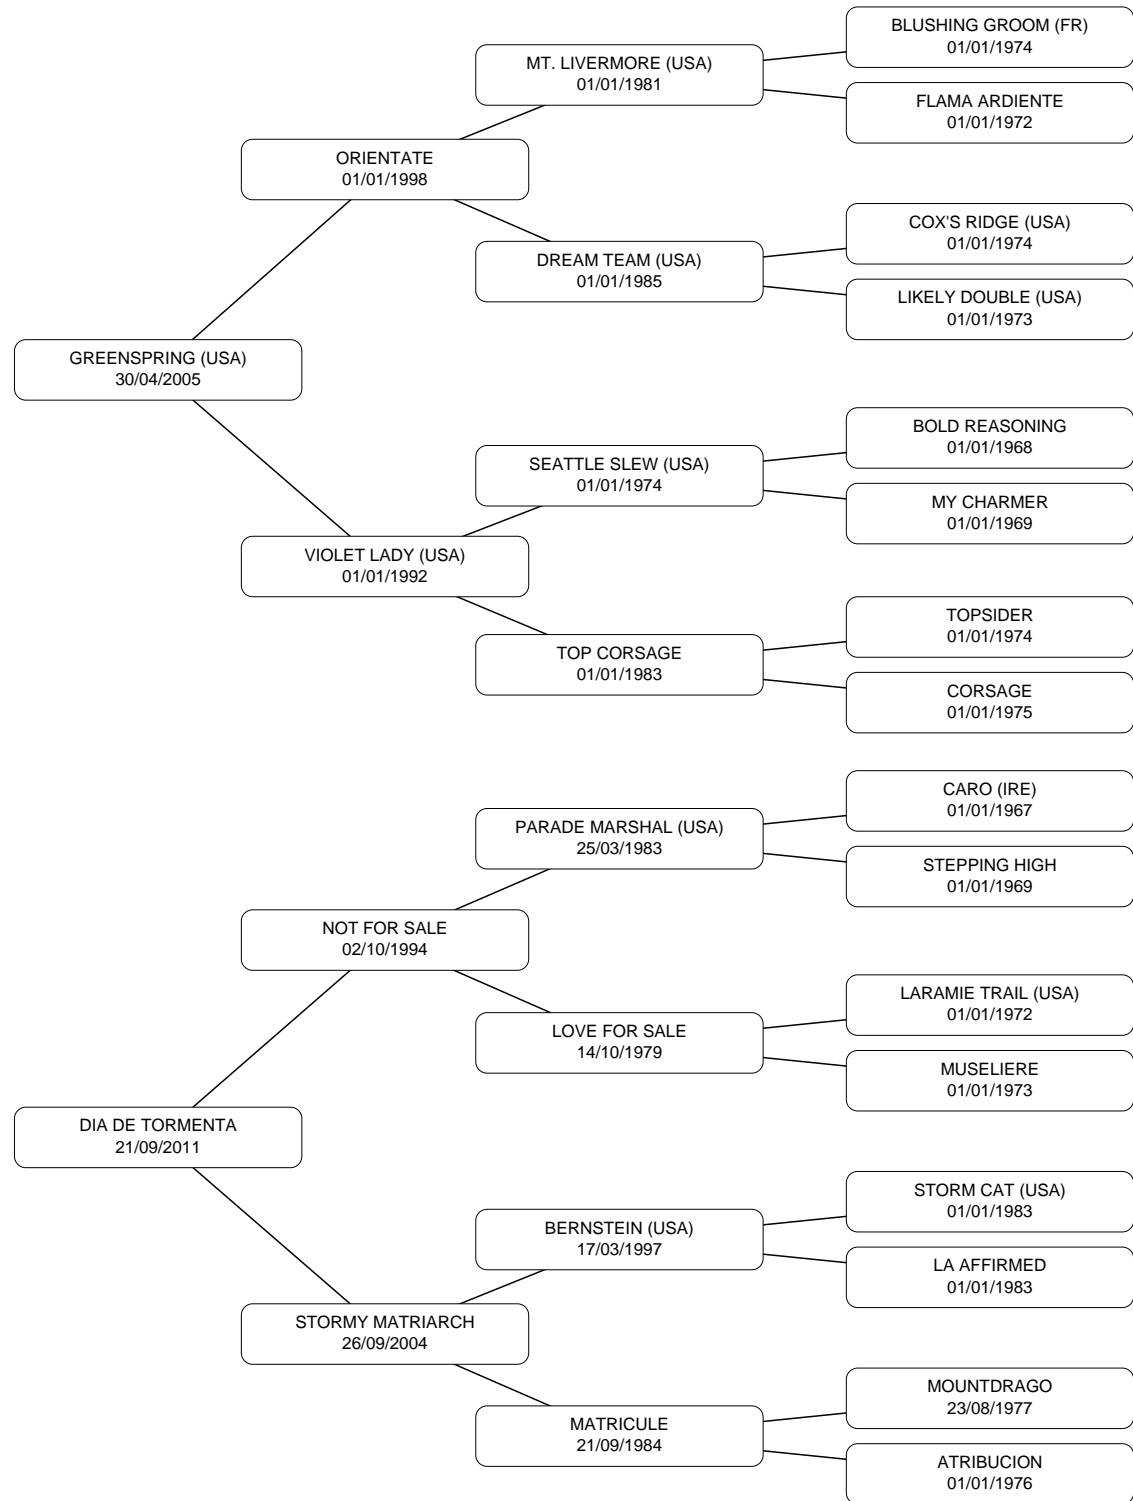 BLUSHING GROOM (FR)
01/01/1974
MT. LIVERMORE (USA)
01/01/1981
FLAMA ARDIENTE
01/01/1972
ORIENTATE
01/01/1998
COX'S RIDGE (USA)
01/01/1974
DREAM TEAM (USA)
01/01/1985
LIKELY DOUBLE (USA)
01/01/1973
GREENSPRING (USA)
30/04/2005
BOLD REASONING
01/01/1968
SEATTLE SLEW (USA)
01/01/1974
MY CHARMER
01/01/1969
VIOLET LADY (USA)
01/01/1992
TOPSIDER
01/01/1974
TOP CORSAGE
01/01/1983
CORSAGE
01/01/1975
CARO (IRE)
01/01/1967
PARADE MARSHAL (USA)
25/03/1983
STEPPING HIGH
01/01/1969
NOT FOR SALE
02/10/1994
LARAMIE TRAIL (USA)
01/01/1972
LOVE FOR SALE
14/10/1979
MUSELIERE
01/01/1973
DIA DE TORMENTA
21/09/2011
STORM CAT (USA)
01/01/1983
BERNSTEIN (USA)
17/03/1997
LA AFFIRMED
01/01/1983
STORMY MATRIARCH
26/09/2004
MOUNTDRAGO
23/08/1977
MATRICULE
21/09/1984
ATRIBUCION
01/01/1976